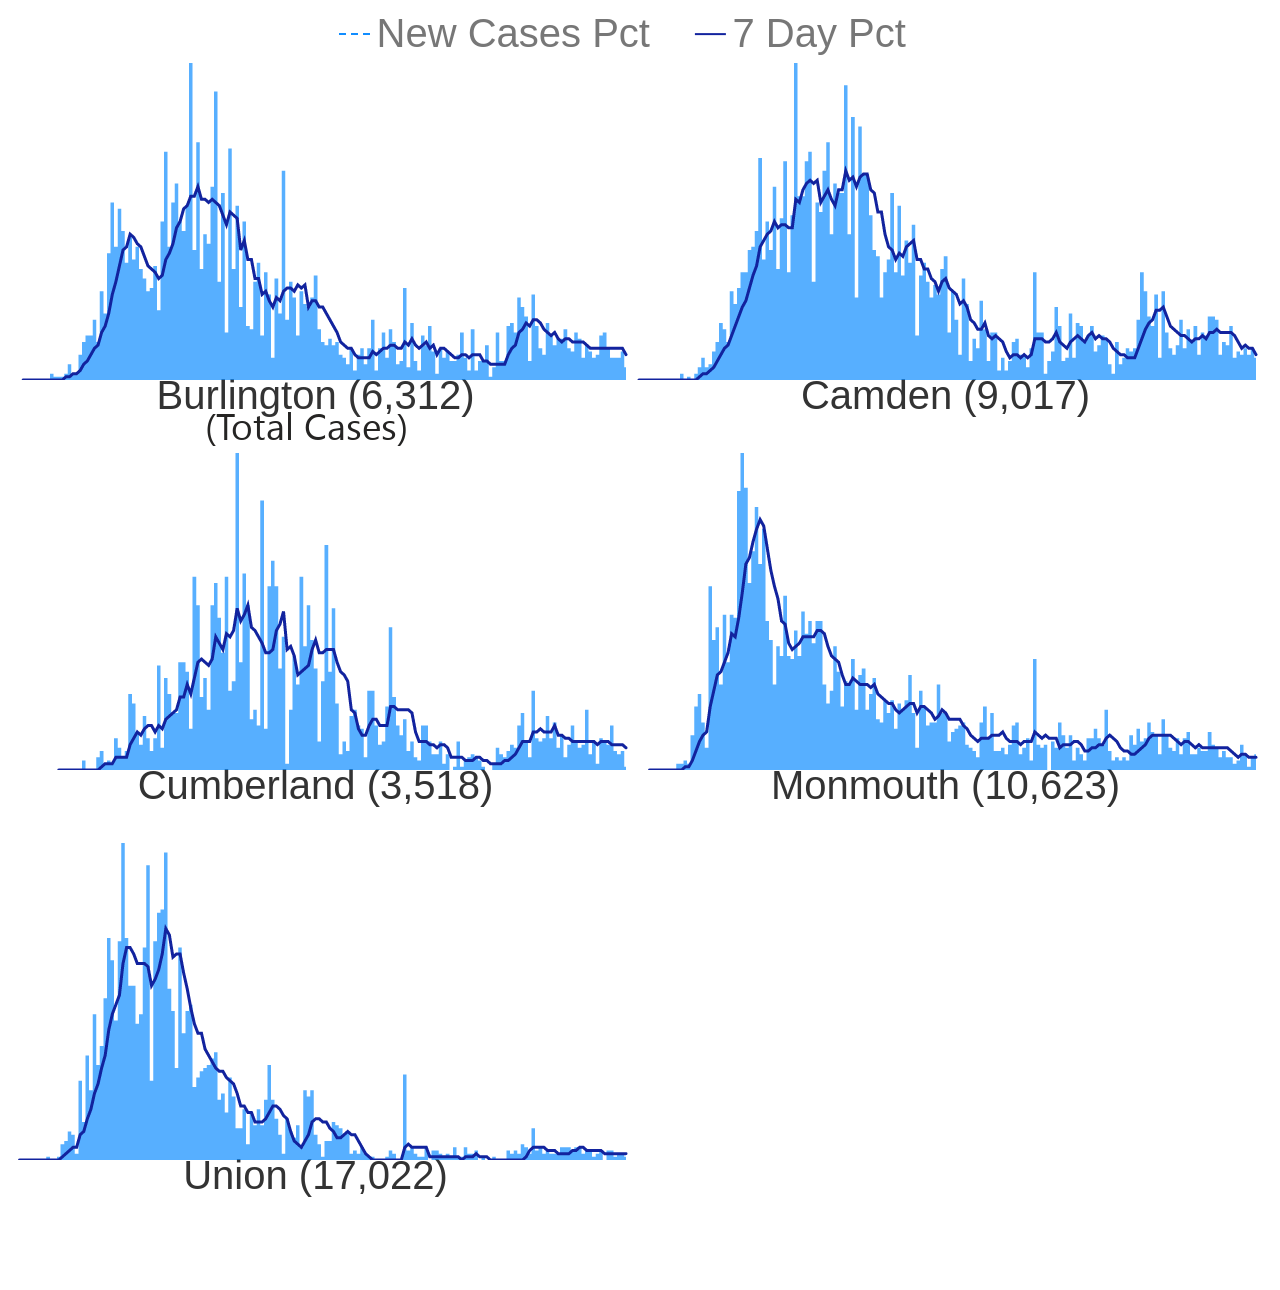 New Cases Pct 7 Day Pct
Burlington (6,312) Camden (9,017)
(Total Cases)
Cumberland (3,518) Monmouth (10,623)
Union (17,022)